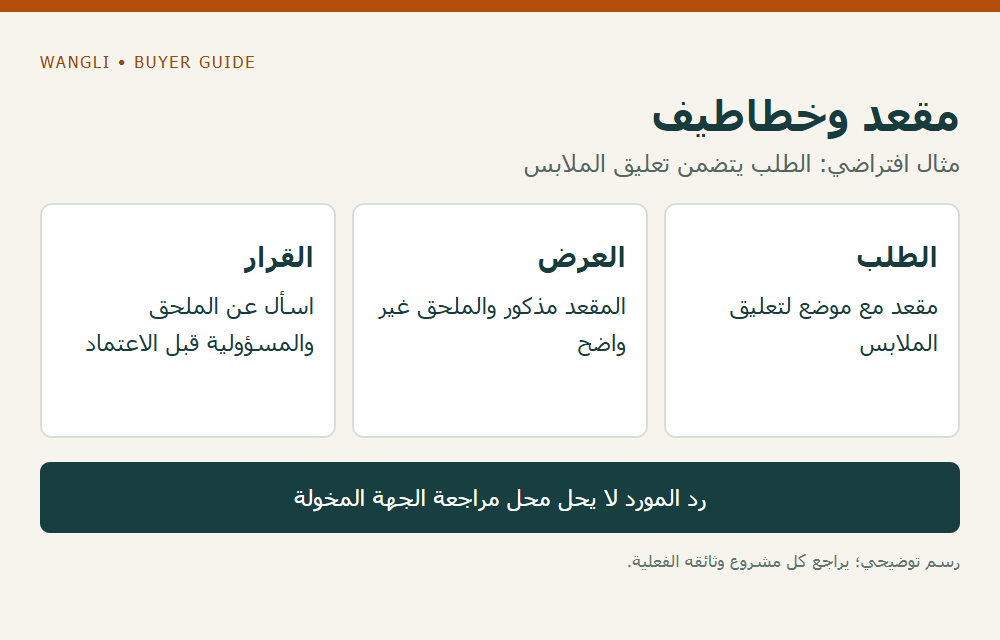 WANGLI • BUYER GUIDE
مقعد وخطاطيف
مثال افتراضي: الطلب يتضمن تعليق الملابس
الطلب
مقعد مع موضع لتعليق
الملابس
العرض
المقعد مذكور والملحق غير
واضح
القرار
اسأل عن الملحق
والمسؤولية قبل الاعتماد
رد المورد لا يحل محل مراجعة الجهة المخولة
رسم توضيحي؛ يراجع كل مشروع وثائقه الفعلية.